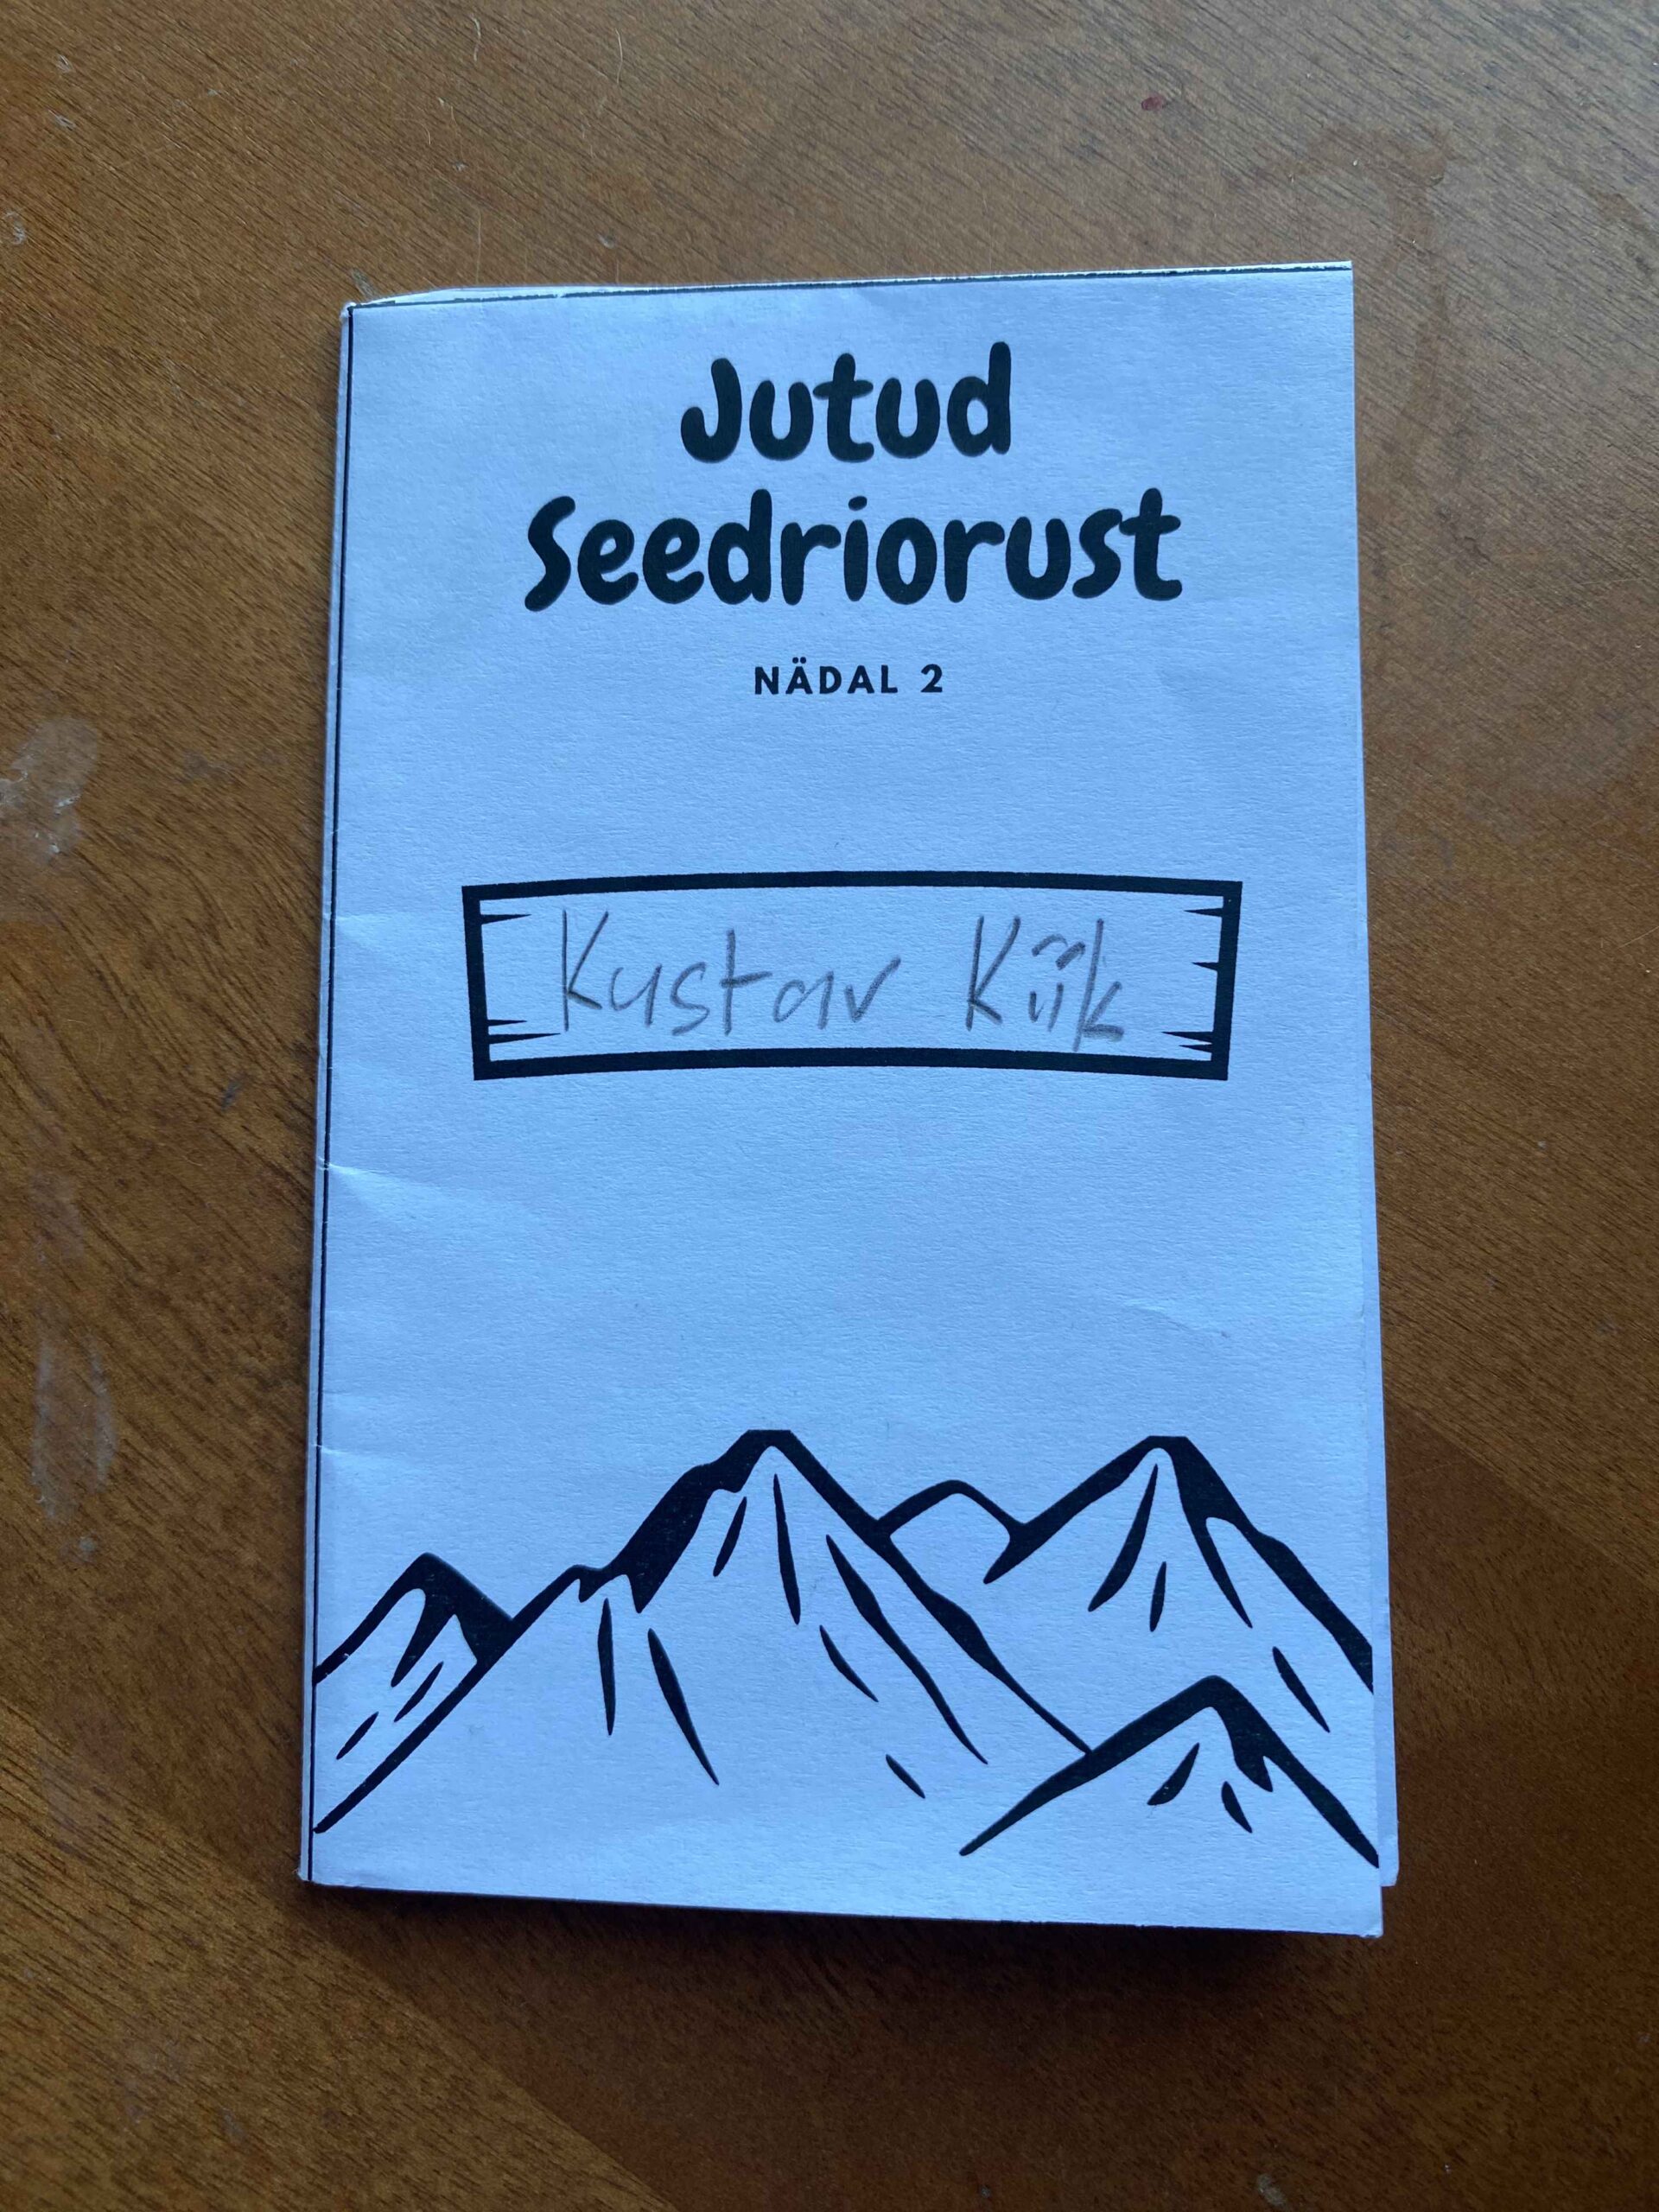 Jutud
Seedriorust
NÄDAL 2
Kustav Kiik